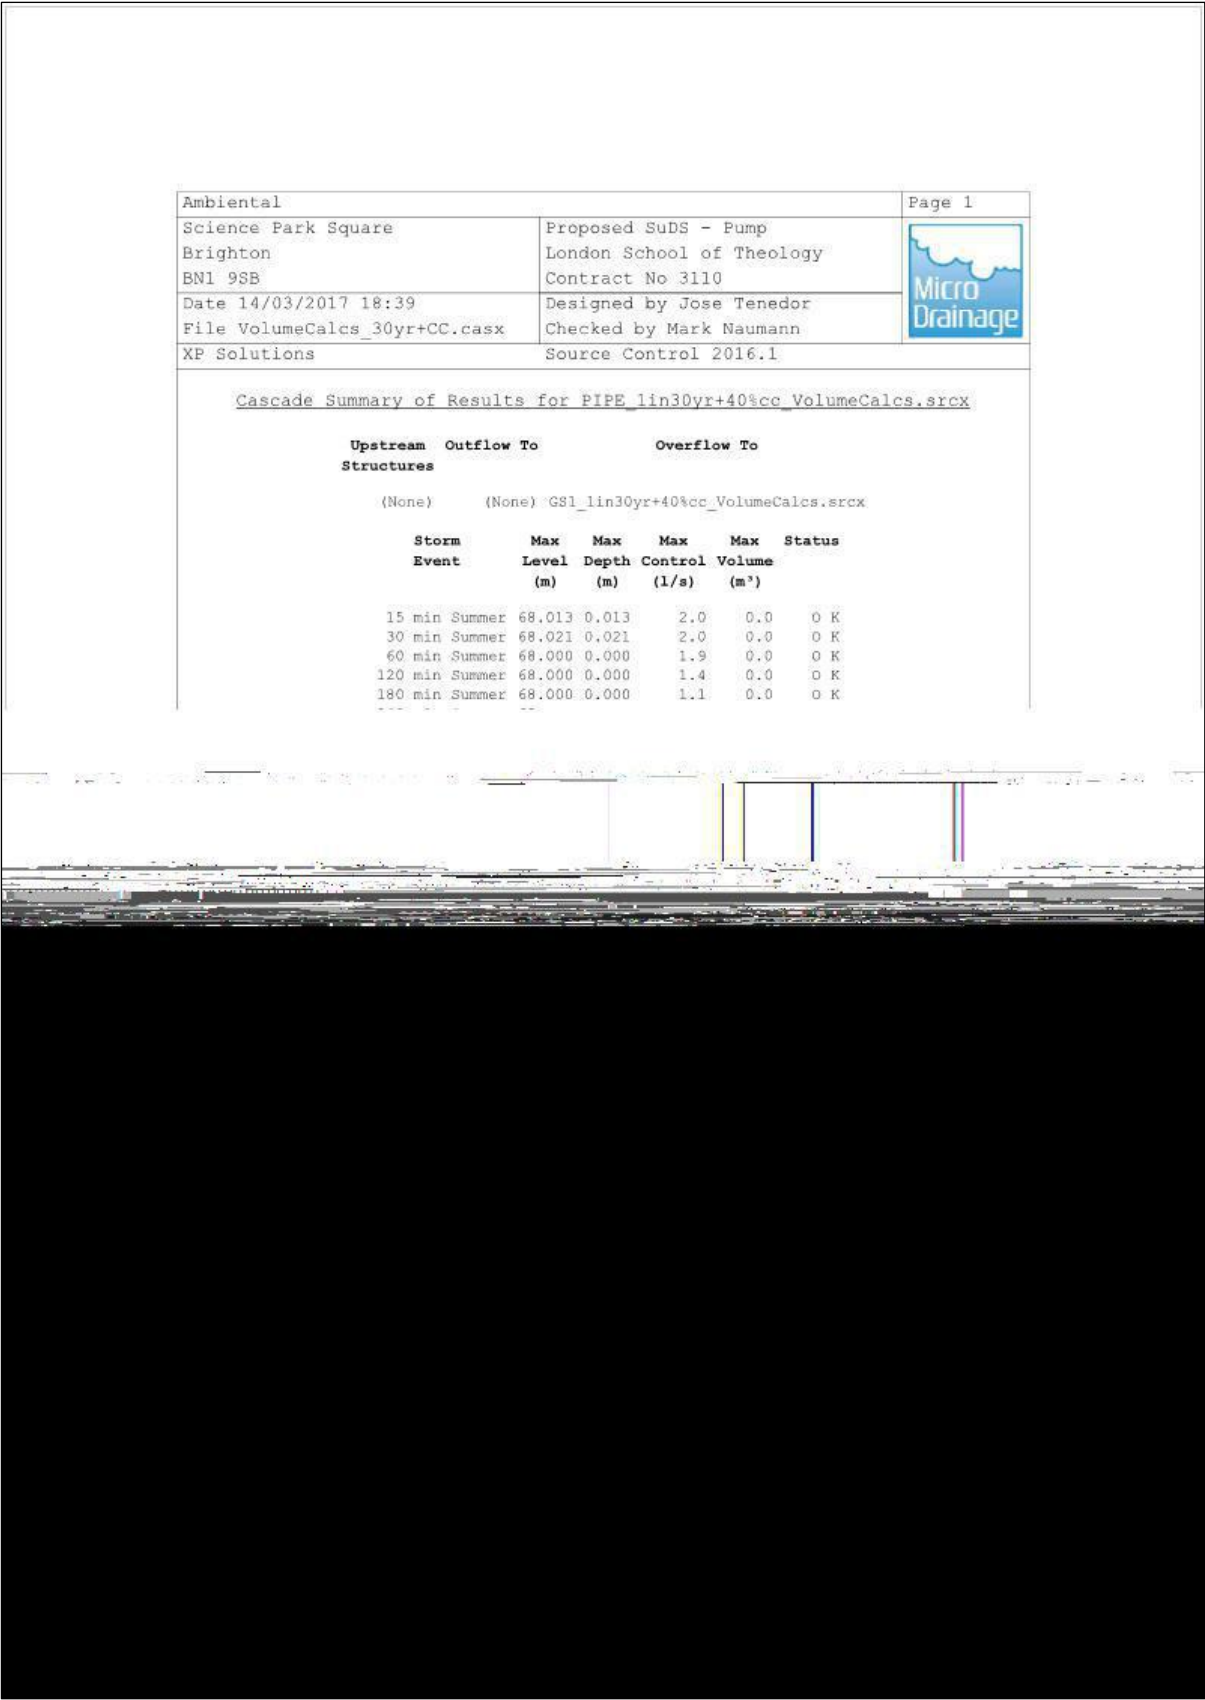 Ambiental
Page 1
Science Park Square
Brighton
BN1 9SB
Proposed SuDS - Pump
London School of Theology
Contract No 3110
Micro
Drainage
Date 14/03/2017 18:39
File VolumeCalcs_30yr+CC.casx
Designed by Jose Tenedor
Checked by Mark Naumann
XP Solutions
Source Control 2016.1
Cascade Summary of Results for PIPE_1in30yr+40%cc_VolumeCalcs.srcx
Upstream Outflow To Overflow To
Structures
(None) (None) GS1_1in30yr+40%cc_VolumeCalcs.srcx
Storm Max Max Max Max Status
Event Level Depth Control Volume
(m) (m) (l/s) (m³)
15 min Summer 68.013 0.013 2.0 0.0 O K
30 min Summer 68.021 0.021 2.0 0.0 O K
60 min Summer 68.000 0.000 1.9 0.0 O K
120 min Summer 68.000 0.000 1.4 0.0 O K
180 min Summer 68.000 0.000 1.1 0.0 O K